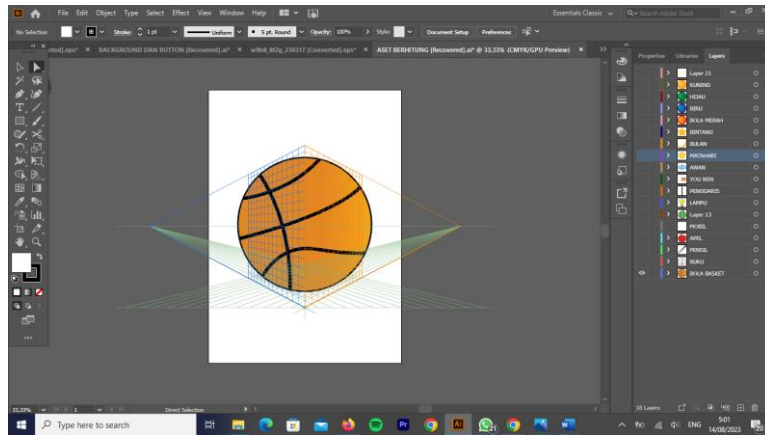 File Edit Object Type Select Effect View Window Help
Essentials Classic
Search Adobe Stock
No Selection Stroke: 1 pt Uniform 5 pt. Round Opacity: 100% Style: Document Setup Preferences
BACKGROUND DAN BUTTON [Recovered].ai*
ASET BERHITUNG [Recovered].ai* @ 33,33% (CMYK/GPU Preview)
Properties Libraries Layers
Layer 21
KUNING
HIJAU
BIRU
BOLA MERAH
BINTANG
BULAN
MATAHARI
AWAN
YOU WIN
PENGGARIS
LAMPU
Layer 13
MOBIL
APEL
PENSIL
BUKU
BOLA BASKET
33,33% 1 Direct Selection
18 Layers
Type here to search
ENG
5:01
14/08/2023